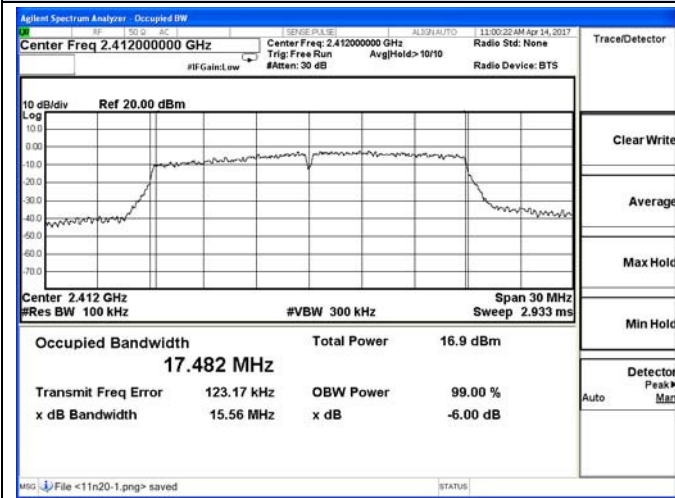 Agilent Spectrum Analyzer - Occupied BW
RF 50 Ω AC SENSE:PULSE ALIGNAUTO 11:00:22 AM Apr 14, 2017
Center Freq 2.412000000 GHz
Center Freq: 2.412000000 GHz
Radio Std: None
Trig: Free Run Avg|Hold:> 10/10
#IFGain:Low
#Atten: 30 dB
Radio Device: BTS
Trace/Detector
10 dB/div Ref 20.00 dBm
Log
10.0
0.00
-10.0
-20.0
-30.0
-40.0
-50.0
-60.0
-70.0
Center 2.412 GHz
Span 30 MHz
#Res BW 100 kHz
#VBW 300 kHz
Sweep 2.933 ms
Occupied Bandwidth
Total Power 16.9 dBm
17.482 MHz
Transmit Freq Error 123.17 kHz
OBW Power 99.00 %
x dB Bandwidth 15.56 MHz
x dB -6.00 dB
Clear Write
Average
Max Hold
Min Hold
Detector
Peak▶
Auto Man
MSG File <11n20-1.png> saved
STATUS